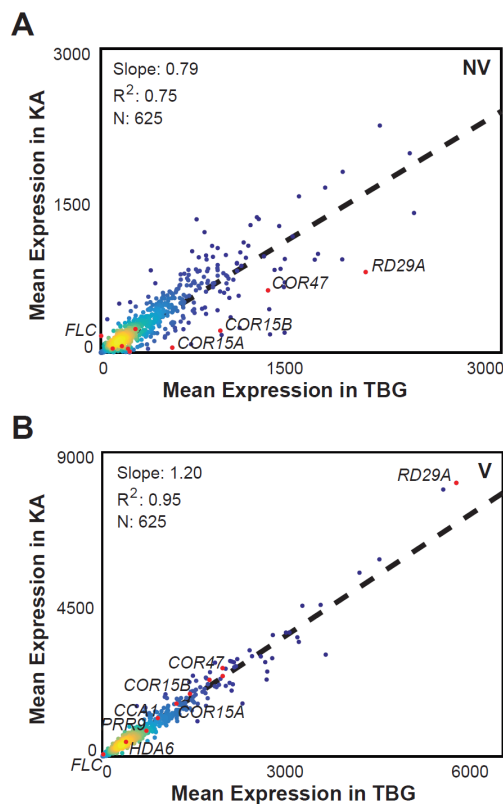 A
3000
Slope: 0.79
NV
R2: 0.75
N: 625
Mean Expression in KA
1500
RD29A
COR47
FLC
COR15B
COR15A
0
0
1500
3000
Mean Expression in TBG
B
9000
Slope: 1.20
RD29A
V
R2: 0.95
N: 625
Mean Expression in KA
4500
COR47
COR15B
CCA1
COR15A
PRR9
HDA6
0
FLC
0
3000
6000
Mean Expression in TBG